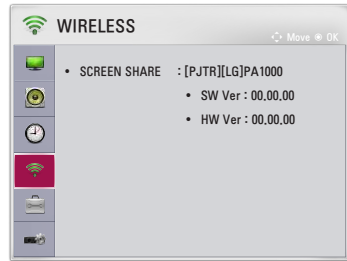 WIRELESS
Move OK
• SCREEN SHARE : [PJTR][LG]PA1000
• SW Ver : 00.00.00
• HW Ver : 00.00.00